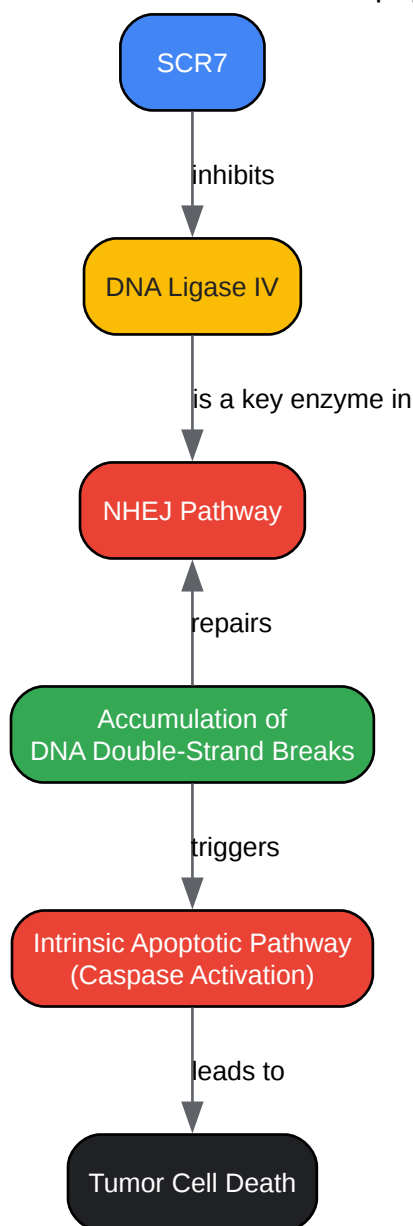 SCR7
inhibits
DNA Ligase IV
is a key enzyme in
NHEJ Pathway
repairs
Accumulation of
DNA Double-Strand Breaks
triggers
Intrinsic Apoptotic Pathway
(Caspase Activation)
leads to
Tumor Cell Death